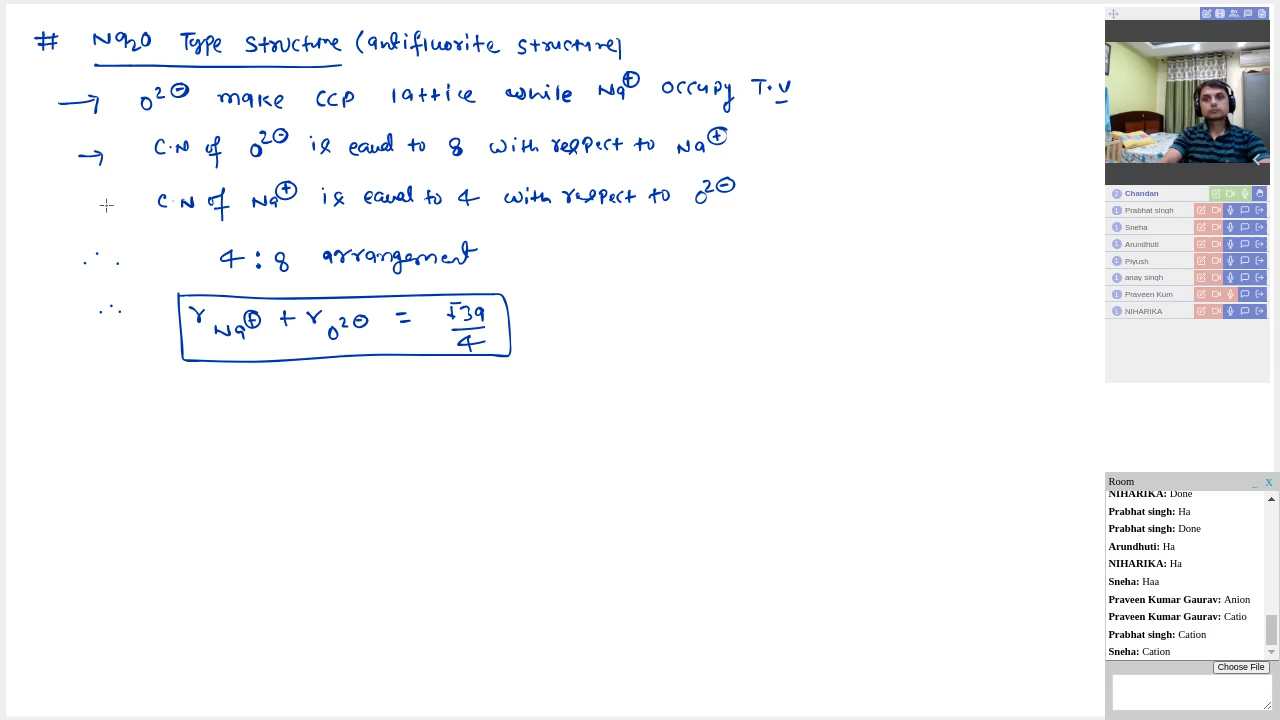 # Na2O Type Structure (antifluorite structure)
→ O²⊖ make CCP lattice while Na⊕ occupy T.V
→ C.N of O²⊖ is equal to 8 with respect to Na⊕
C.N of Na⊕ is equal to 4 with respect to O²⊖
∴ 4 : 8 arrangement
∴ r Na⊕ + r O²⊖ = √3a/4
Chandan
Prabhat singh
Sneha
Arundhuti
Piyush
anay singh
Praveen Kum
NIHARIKA
Room _ X
NIHARIKA: Done
Prabhat singh: Ha
Prabhat singh: Done
Arundhuti: Ha
NIHARIKA: Ha
Sneha: Haa
Praveen Kumar Gaurav: Anion
Praveen Kumar Gaurav: Catio
Prabhat singh: Cation
Sneha: Cation
Choose File